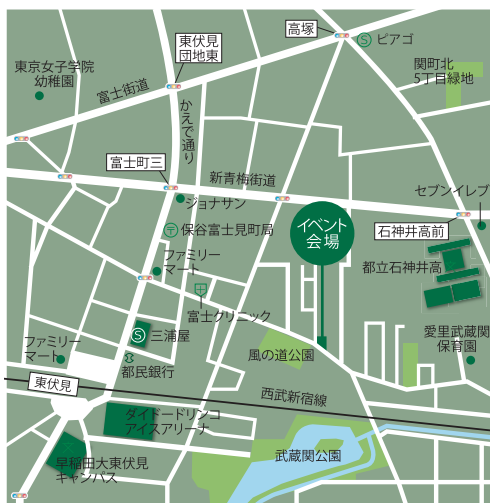 高塚
Ⓢ ピアゴ
東伏見
団地東
東京女子学院
幼稚園
関町北
5丁目緑地
富士街道
かえで通り
富士町三
新青梅街道
ジョナサン
セブンイレブ
〒 保谷富士見町局
イベント
会場
石神井高前
ファミリー
マート
都立石神井高
富士クリニック
Ⓢ 三浦屋
愛里武蔵関
保育園
ファミリー
マート
風の道公園
都民銀行
東伏見
西武新宿線
ダイドードリンコ
アイスアリーナ
武蔵関公園
早稲田大東伏見
キャンパス